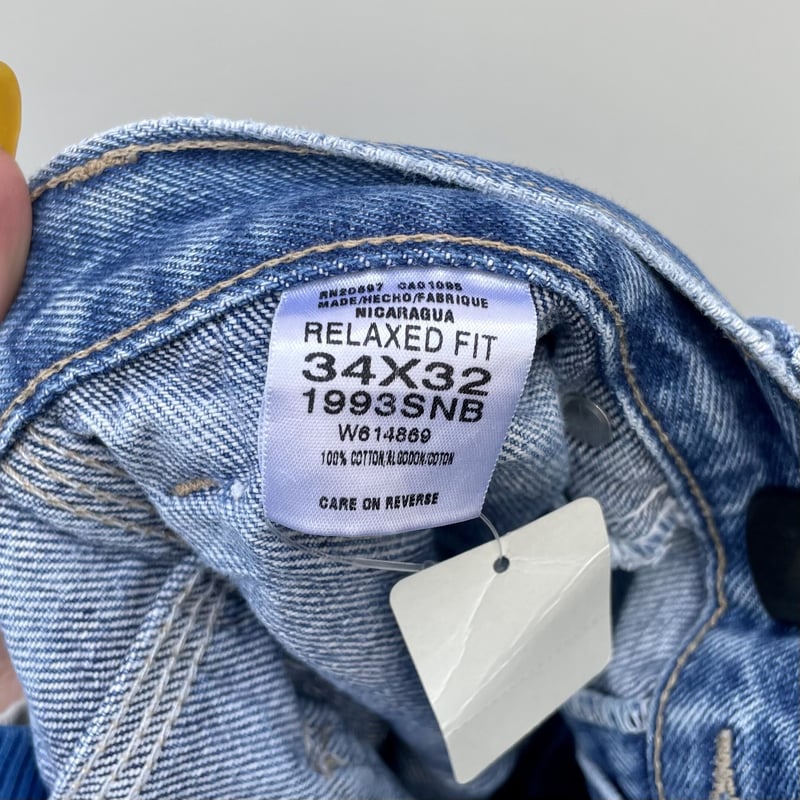 RN20697 CA01095
MADE/HECHO/FABRIQUE
NICARAGUA
RELAXED FIT
34X32
1993SNB
W614869
100% COTTON/ALGODON/COTON
CARE ON REVERSE